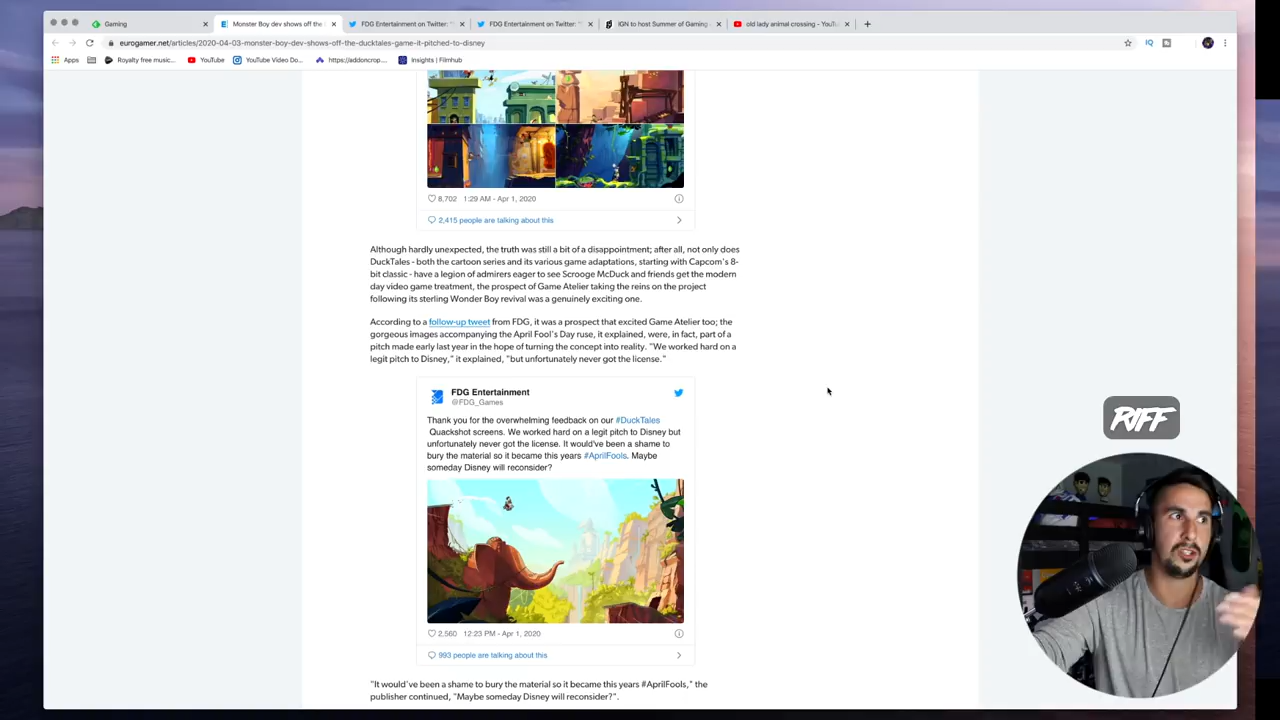 Gaming
Monster Boy dev shows off the
FDG Entertainment on Twitter: "
FDG Entertainment on Twitter: "
IGN to host Summer of Gaming
old lady animal crossing - YouTu
eurogamer.net/articles/2020-04-03-monster-boy-dev-shows-off-the-ducktales-game-it-pitched-to-disney
IQ
Apps
Royalty free music...
YouTube
YouTube Video Do...
https://addoncrop....
Insights | Filmhub
8,702 1:29 AM - Apr 1, 2020
2,415 people are talking about this
Although hardly unexpected, the truth was still a bit of a disappointment; after all, not only does
DuckTales - both the cartoon series and its various game adaptations, starting with Capcom's 8-
bit classic - have a legion of admirers eager to see Scrooge McDuck and friends get the modern
day video game treatment, the prospect of Game Atelier taking the reins on the project
following its sterling Wonder Boy revival was a genuinely exciting one.
According to a follow-up tweet from FDG, it was a prospect that excited Game Atelier too; the
gorgeous images accompanying the April Fool's Day ruse, it explained, were, in fact, part of a
pitch made early last year in the hope of turning the concept into reality. "We worked hard on a
legit pitch to Disney," it explained, "but unfortunately never got the license."
FDG Entertainment
@FDG_Games
Thank you for the overwhelming feedback on our #DuckTales
Quackshot screens. We worked hard on a legit pitch to Disney but
unfortunately never got the license. It would've been a shame to
bury the material so it became this years #AprilFools. Maybe
someday Disney will reconsider?
2,560 12:23 PM - Apr 1, 2020
993 people are talking about this
"It would've been a shame to bury the material so it became this years #AprilFools," the
publisher continued, "Maybe someday Disney will reconsider?".
RIFF